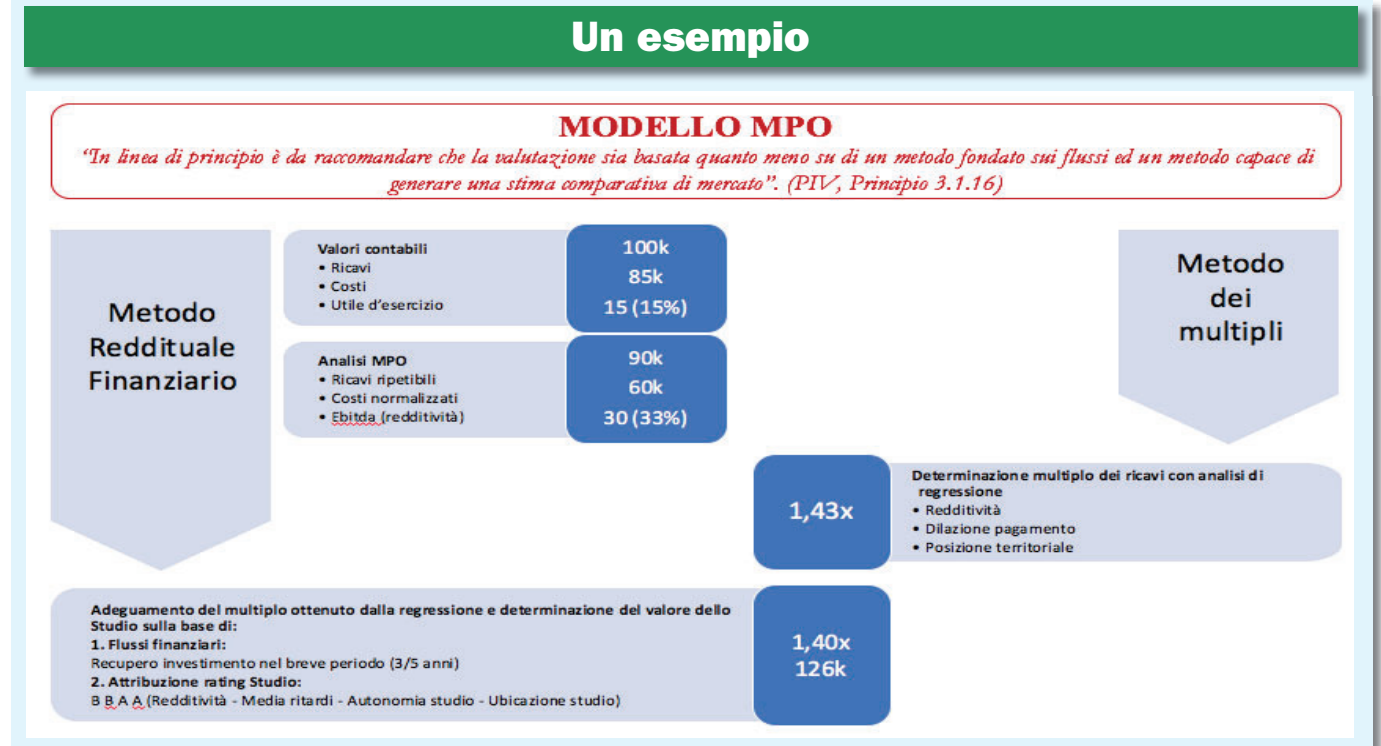 Un esempio
MODELLO MPO
“In linea di principio è da raccomandare che la valutazione sia basata quanto meno su di un metodo fondato sui flussi ed un metodo capace di
generare una stima comparativa di mercato”. (PIV, Principio 3.1.16)
Metodo
Reddituale
Finanziario
Valori contabili
• Ricavi
• Costi
• Utile d’esercizio
100k
85k
15 (15%)
Analisi MPO
• Ricavi ripetibili
• Costi normalizzati
• Ebitda (redditività)
90k
60k
30 (33%)
Metodo
dei
multipli
1,43x
Determinazione multiplo dei ricavi con analisi di
regressione
• Redditività
• Dilazione pagamento
• Posizione territoriale
Adeguamento del multiplo ottenuto dalla regressione e determinazione del valore dello
Studio sulla base di:
1. Flussi finanziari:
Recupero investimento nel breve periodo (3/5 anni)
2. Attribuzione rating Studio:
B B A A (Redditività - Media ritardi - Autonomia studio - Ubicazione studio)
1,40x
126k